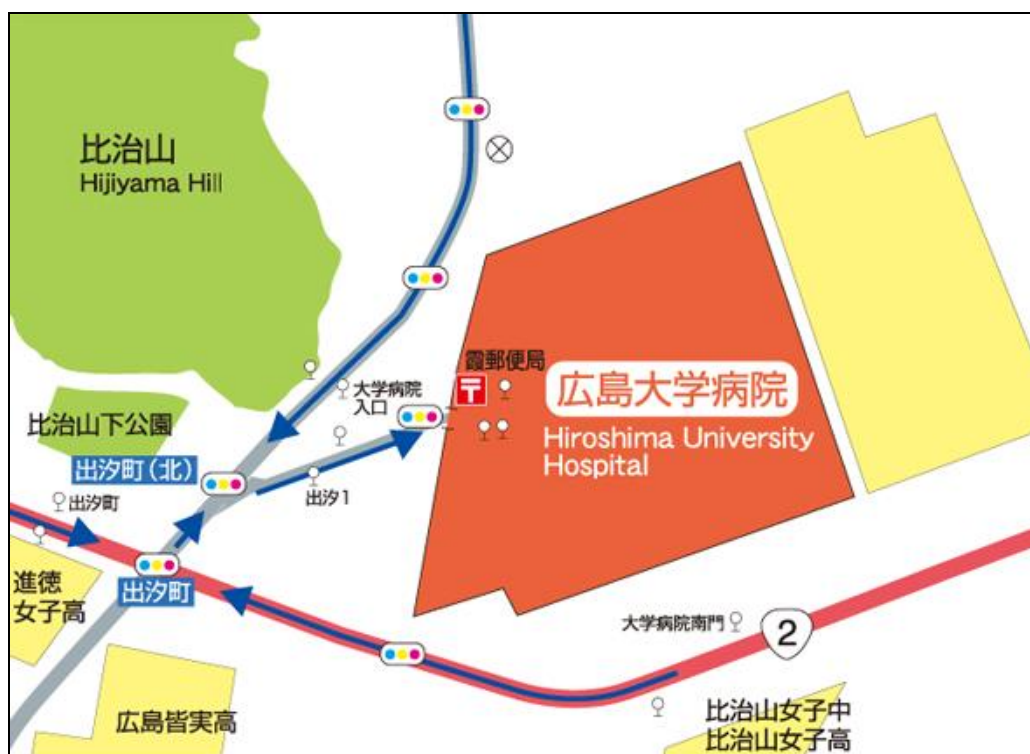 比治山
Hijiyama Hill
霞郵便局
〒
大学病院
入口
広島大学病院
Hiroshima University
Hospital
比治山下公園
出汐町（北）
出汐1
出汐町
出汐町
進徳
女子高
大学病院南門
2
広島皆実高
比治山女子中
比治山女子高